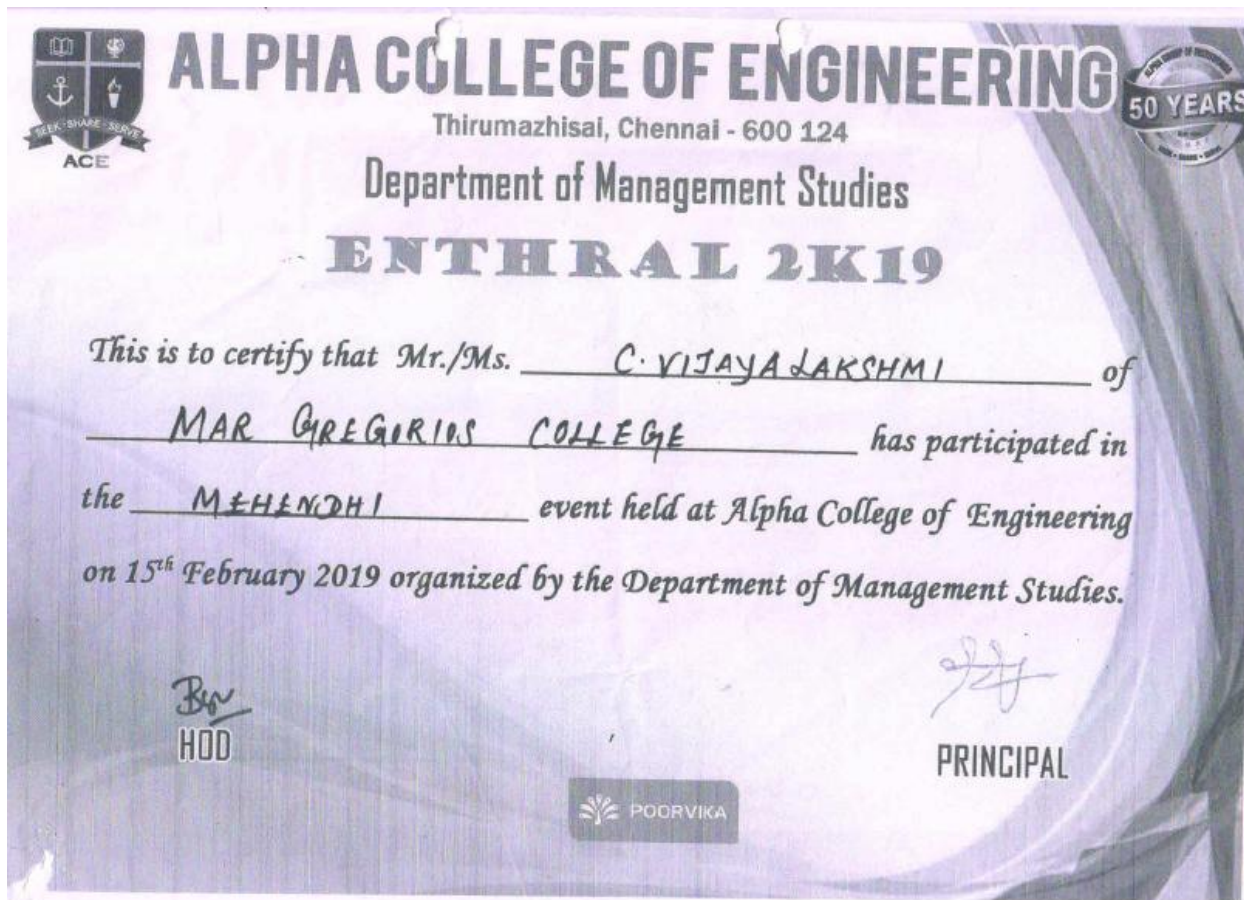 ALPHA COLLEGE OF ENGINEERING
50 YEARS
SEEK - SHARE - SERVE
ACE
Thirumazhisai, Chennai - 600 124
Department of Management Studies
ENTHRAL 2K19
This is to certify that Mr./Ms. C. VIJAYA LAKSHMI of
MAR GREGORIOS COLLEGE has participated in
the MEHENDHI event held at Alpha College of Engineering
on 15th February 2019 organized by the Department of Management Studies.
HOD
PRINCIPAL
POORVIKA